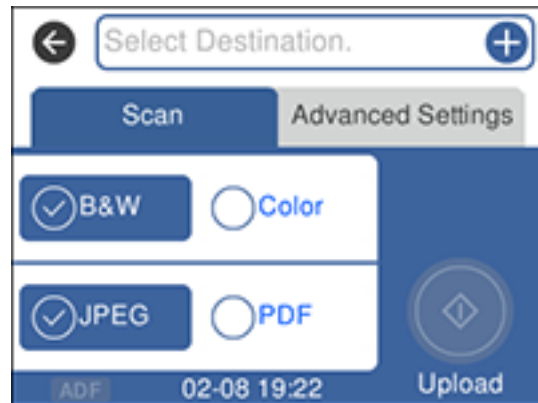 Select Destination.
Scan Advanced Settings
B&W Color
JPEG PDF
ADF 02-08 19:22 Upload